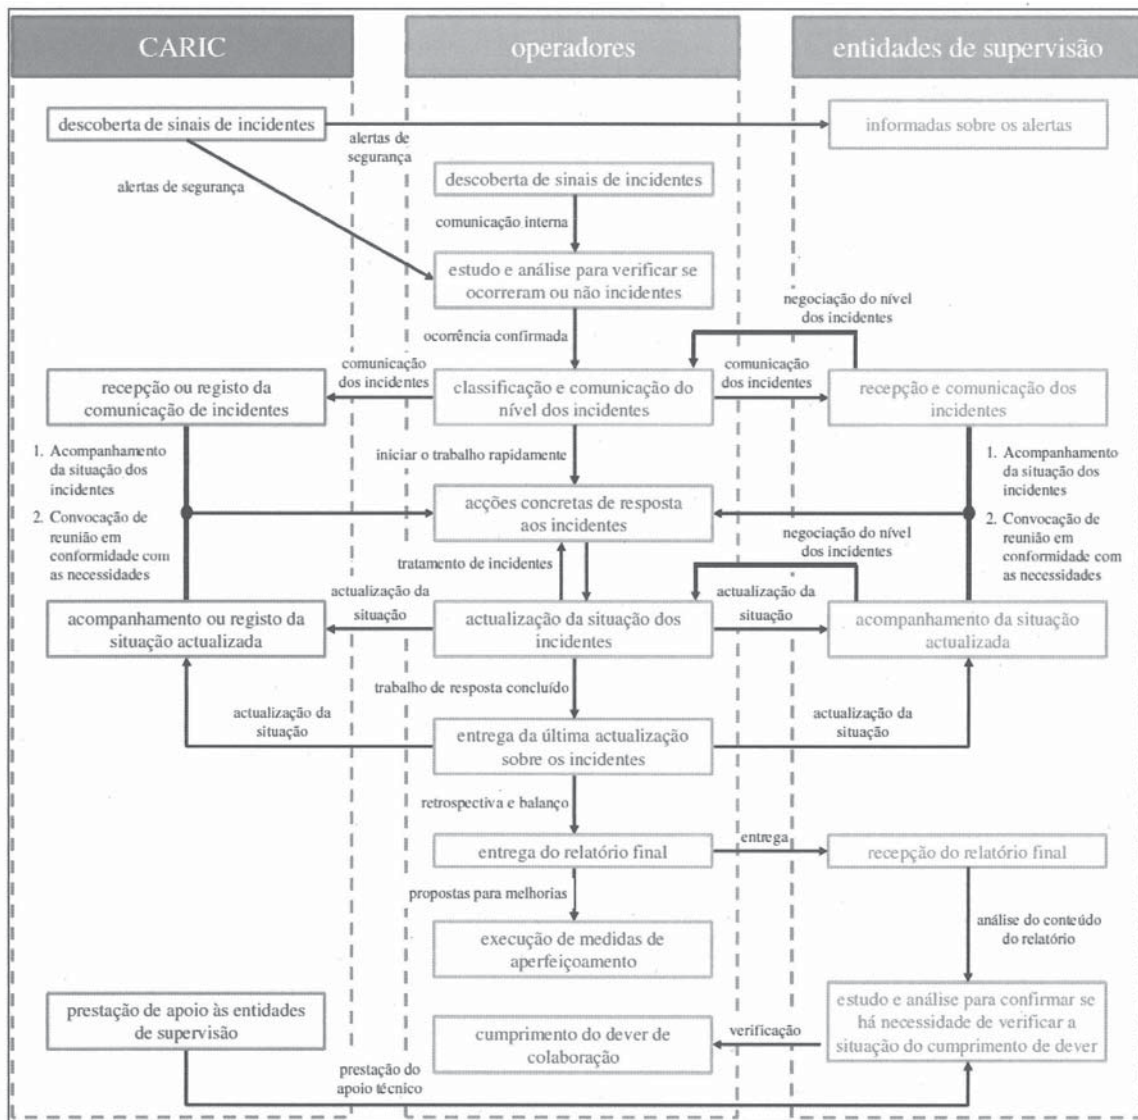 CARIC
operadores
entidades de supervisão
descoberta de sinais de incidentes
alertas de
segurança
informadas sobre os alertas
alertas de segurança
descoberta de sinais de incidentes
comunicação interna
estudo e análise para verificar se
ocorreram ou não incidentes
negociação do nível
dos incidentes
ocorrência confirmada
recepção ou registo da
comunicação de incidentes
comunicação
dos incidentes
classificação e comunicação do
nível dos incidentes
comunicação
dos incidentes
recepção e comunicação dos
incidentes
1. Acompanhamento
da situação dos
incidentes
2. Convocação de
reunião em
conformidade com
as necessidades
iniciar o trabalho rapidamente
1. Acompanhamento
da situação dos
incidentes
2. Convocação de
reunião em
conformidade com
as necessidades
acções concretas de resposta
aos incidentes
negociação do nível
dos incidentes
tratamento de incidentes
acompanhamento ou registo da
situação actualizada
actualização da
situação
actualização da situação dos
incidentes
actualização da
situação
acompanhamento da situação
actualizada
trabalho de resposta concluído
actualização da
situação
entrega da última actualização
sobre os incidentes
actualização da
situação
retrospectiva e balanço
entrega do relatório final
entrega
recepção do relatório final
propostas para melhorias
análise do conteúdo
do relatório
execução de medidas de
aperfeiçoamento
prestação de apoio às entidades
de supervisão
cumprimento do dever de
colaboração
verificação
estudo e análise para confirmar se
há necessidade de verificar a
situação do cumprimento de dever
prestação do
apoio técnico